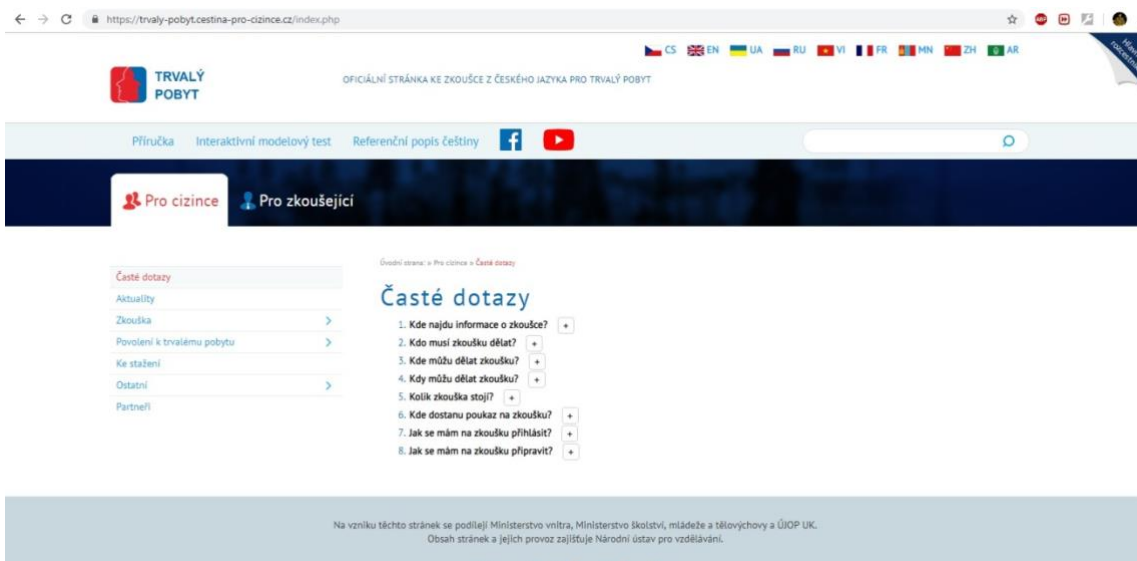 https://trvaly-pobyt.cestina-pro-cizince.cz/index.php
CS EN UA RU VI FR MN ZH AR
TRVALÝ
POBYT
OFICIÁLNÍ STRÁNKA KE ZKOUŠCE Z ČESKÉHO JAZYKA PRO TRVALÝ POBYT
Příručka Interaktivní modelový test Referenční popis češtiny
Pro cizince Pro zkoušející
Úvodní strana: » Pro cizince » Časté dotazy
Časté dotazy
Aktuality
Zkouška
Povolení k trvalému pobytu
Ke stažení
Ostatní
Partneři
Časté dotazy
1. Kde najdu informace o zkoušce? +
2. Kdo musí zkoušku dělat? +
3. Kde můžu dělat zkoušku? +
4. Kdy můžu dělat zkoušku? +
5. Kolik zkouška stojí? +
6. Kde dostanu poukaz na zkoušku? +
7. Jak se mám na zkoušku přihlásit? +
8. Jak se mám na zkoušku připravit? +
Na vzniku těchto stránek se podílejí Ministerstvo vnitra, Ministerstvo školství, mládeže a tělovýchovy a ÚJOP UK.
Obsah stránek a jejich provoz zajišťuje Národní ústav pro vzdělávání.